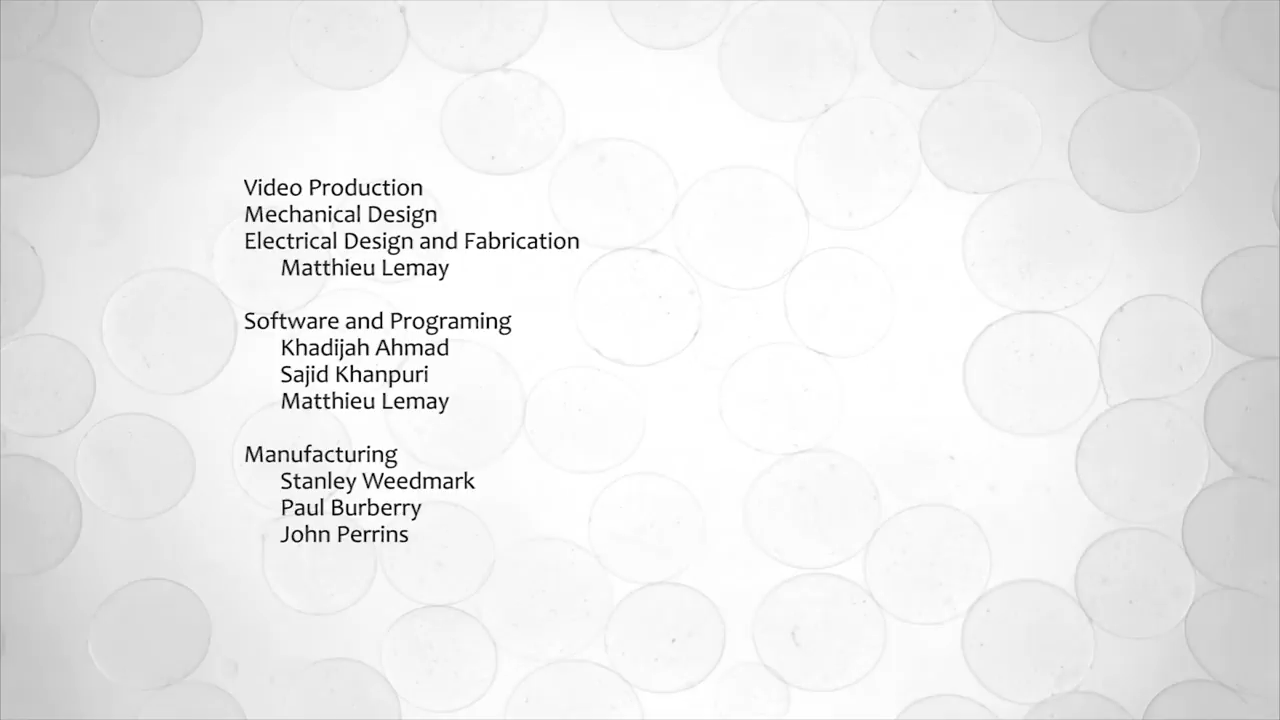 Video Production
Mechanical Design
Electrical Design and Fabrication
Matthieu Lemay
Software and Programing
Khadijah Ahmad
Sajid Khanpuri
Matthieu Lemay
Manufacturing
Stanley Weedmark
Paul Burberry
John Perrins